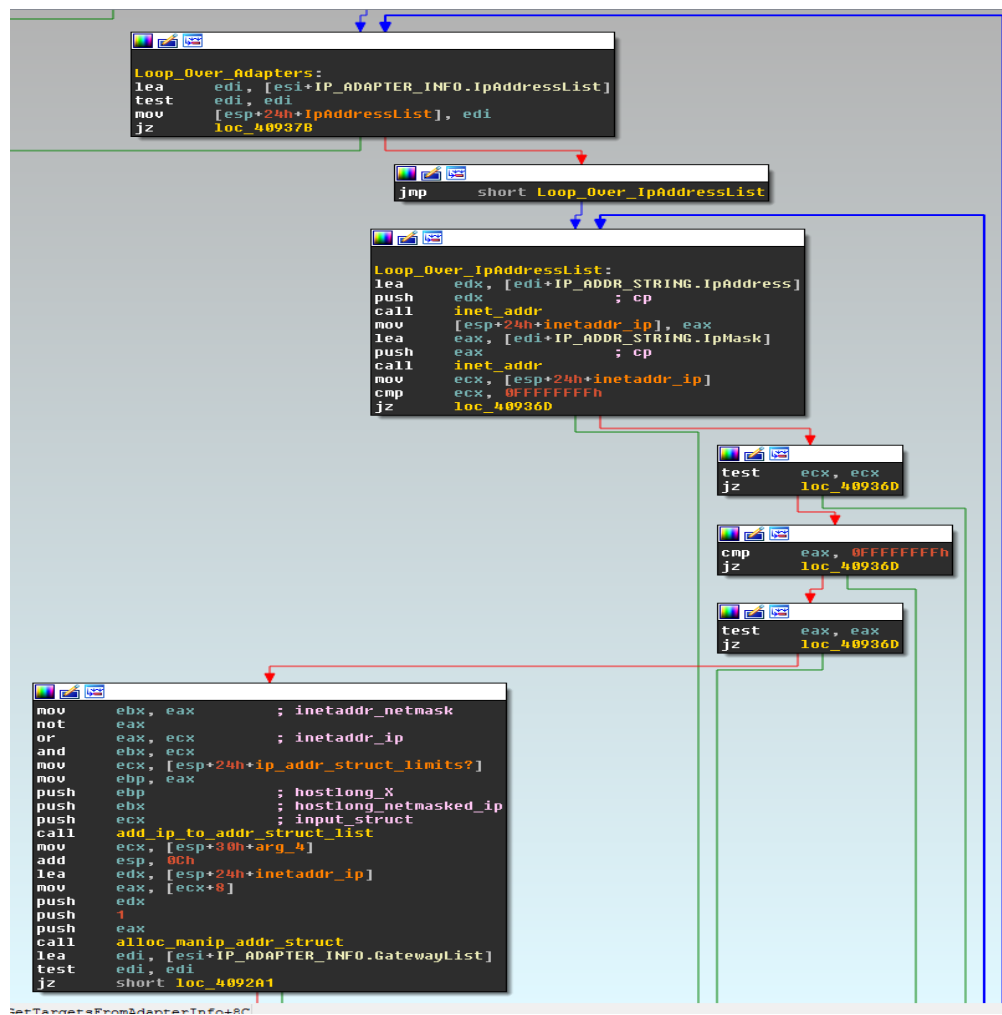 Loop_Over_Adapters:
lea edi, [esi+IP_ADAPTER_INFO.IpAddressList]
test edi, edi
mov [esp+24h+IpAddressList], edi
jz loc_40937B
jmp short Loop_Over_IpAddressList
Loop_Over_IpAddressList:
lea edx, [edi+IP_ADDR_STRING.IpAddress]
push edx ; cp
call inet_addr
mov [esp+24h+inetaddr_ip], eax
lea eax, [edi+IP_ADDR_STRING.IpMask]
push eax ; cp
call inet_addr
mov ecx, [esp+24h+inetaddr_ip]
cmp ecx, 0FFFFFFFFh
jz loc_40936D
test ecx, ecx
jz loc_40936D
cmp eax, 0FFFFFFFFh
jz loc_40936D
test eax, eax
jz loc_40936D
mov ebx, eax ; inetaddr_netmask
not eax
or eax, ecx ; inetaddr_ip
and ebx, ecx
mov ecx, [esp+24h+ip_addr_struct_limits?]
mov ebp, eax
push ebp ; hostlong_X
push ebx ; hostlong_netmasked_ip
push ecx ; input_struct
call add_ip_to_addr_struct_list
mov ecx, [esp+30h+arg_4]
add esp, 0Ch
lea edx, [esp+24h+inetaddr_ip]
mov eax, [ecx+8]
push edx
push 1
push eax
call alloc_manip_addr_struct
lea edi, [esi+IP_ADAPTER_INFO.GatewayList]
test edi, edi
jz short loc_4092A1
GetTargetsFromAdapterInfo+8C